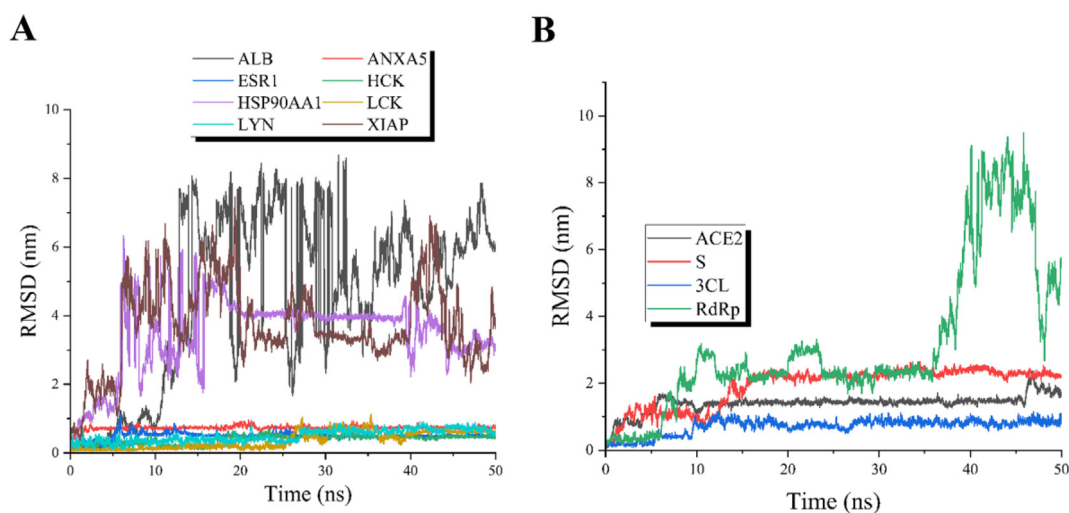 A
ALB ANXA5
ESR1 HCK
HSP90AA1 LCK
LYN XIAP
10
8
6
4
2
0
RMSD (nm)
0 10 20 30 40 50
Time (ns)
B
ACE2
S
3CL
RdRp
8
6
4
2
0
RMSD (nm)
0 10 20 30 40 50
Time (ns)